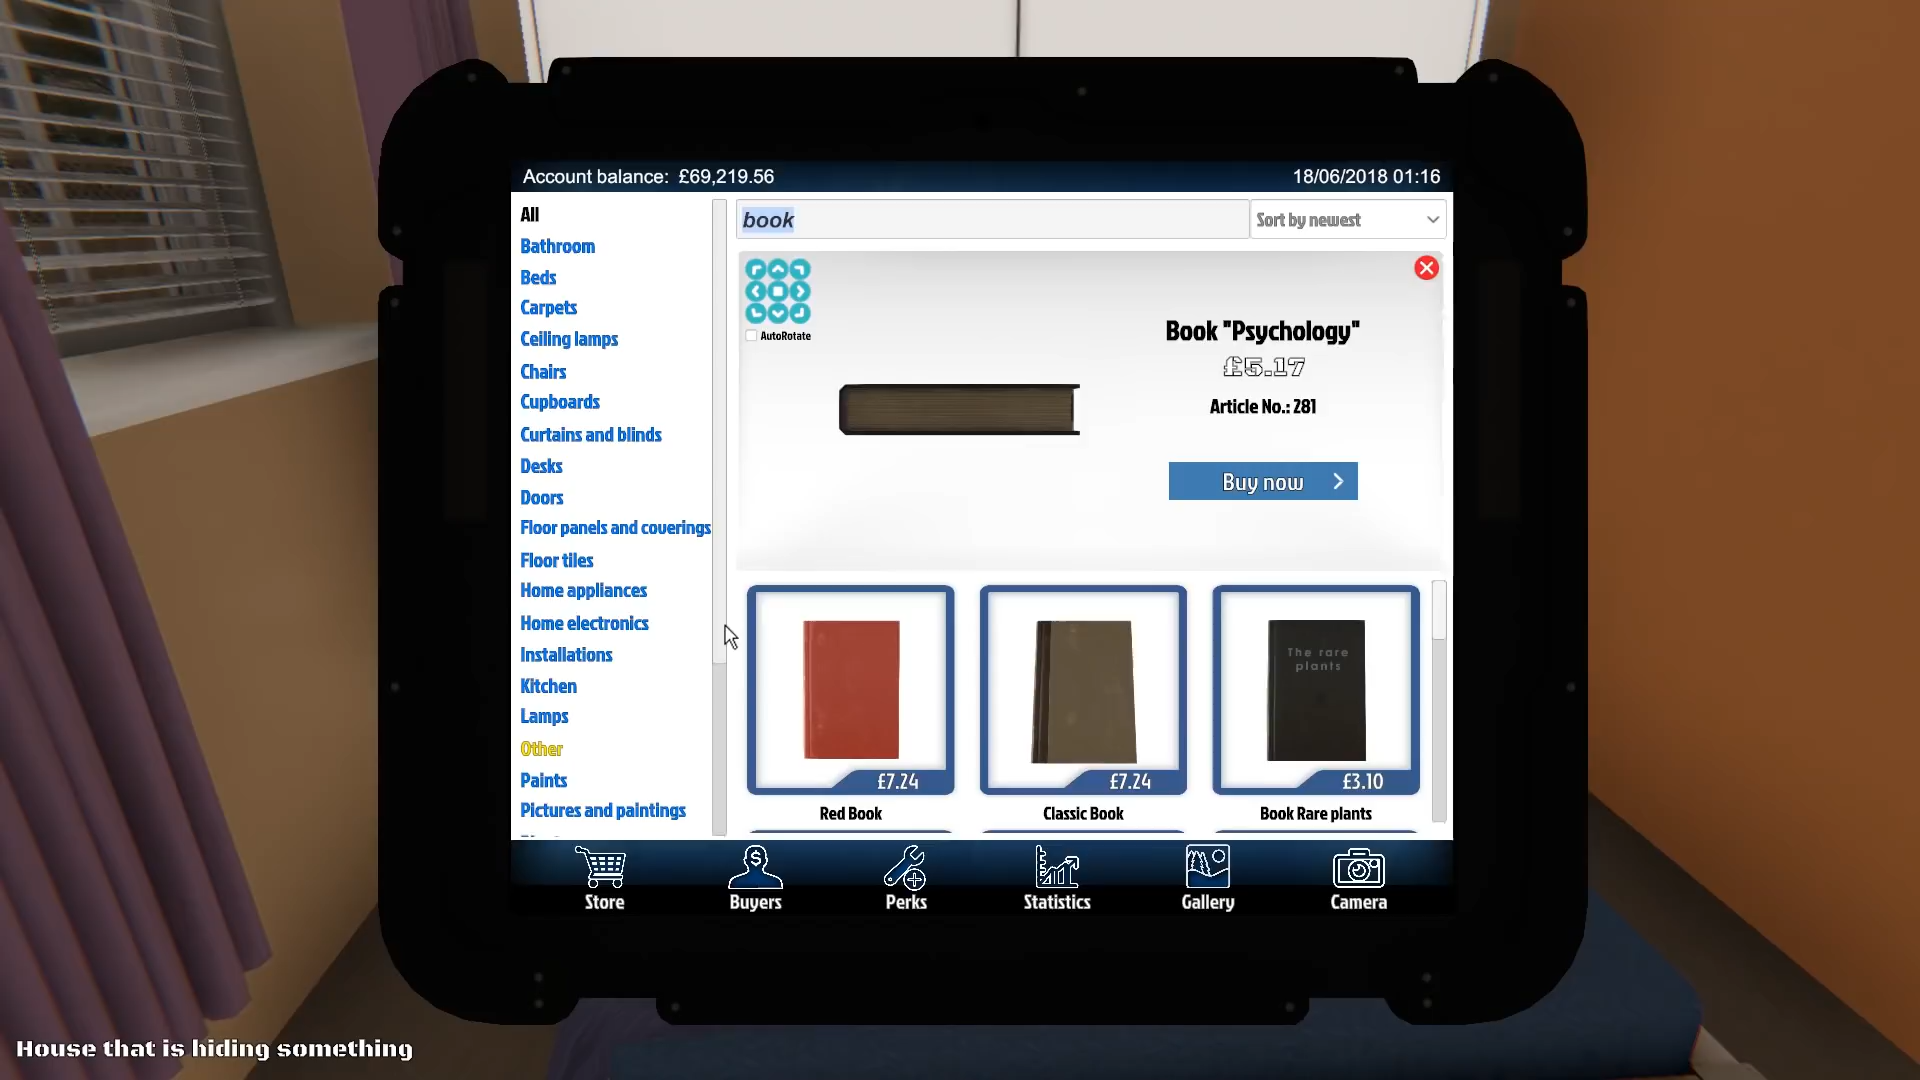 Account balance: £69,219.56
18/06/2018 01:16
All
Bathroom
Beds
Carpets
Ceiling lamps
Chairs
Cupboards
Curtains and blinds
Desks
Doors
Floor panels and coverings
Floor tiles
Home appliances
Home electronics
Installations
Kitchen
Lamps
Other
Paints
Pictures and paintings
book
Sort by newest
AutoRotate
Book "Psychology"
£5.17
Article No.: 281
Buy now
The rare
plants
£7.24
£7.24
£3.10
Red Book
Classic Book
Book Rare plants
Store
Buyers
Perks
Statistics
Gallery
Camera
House that is hiding something